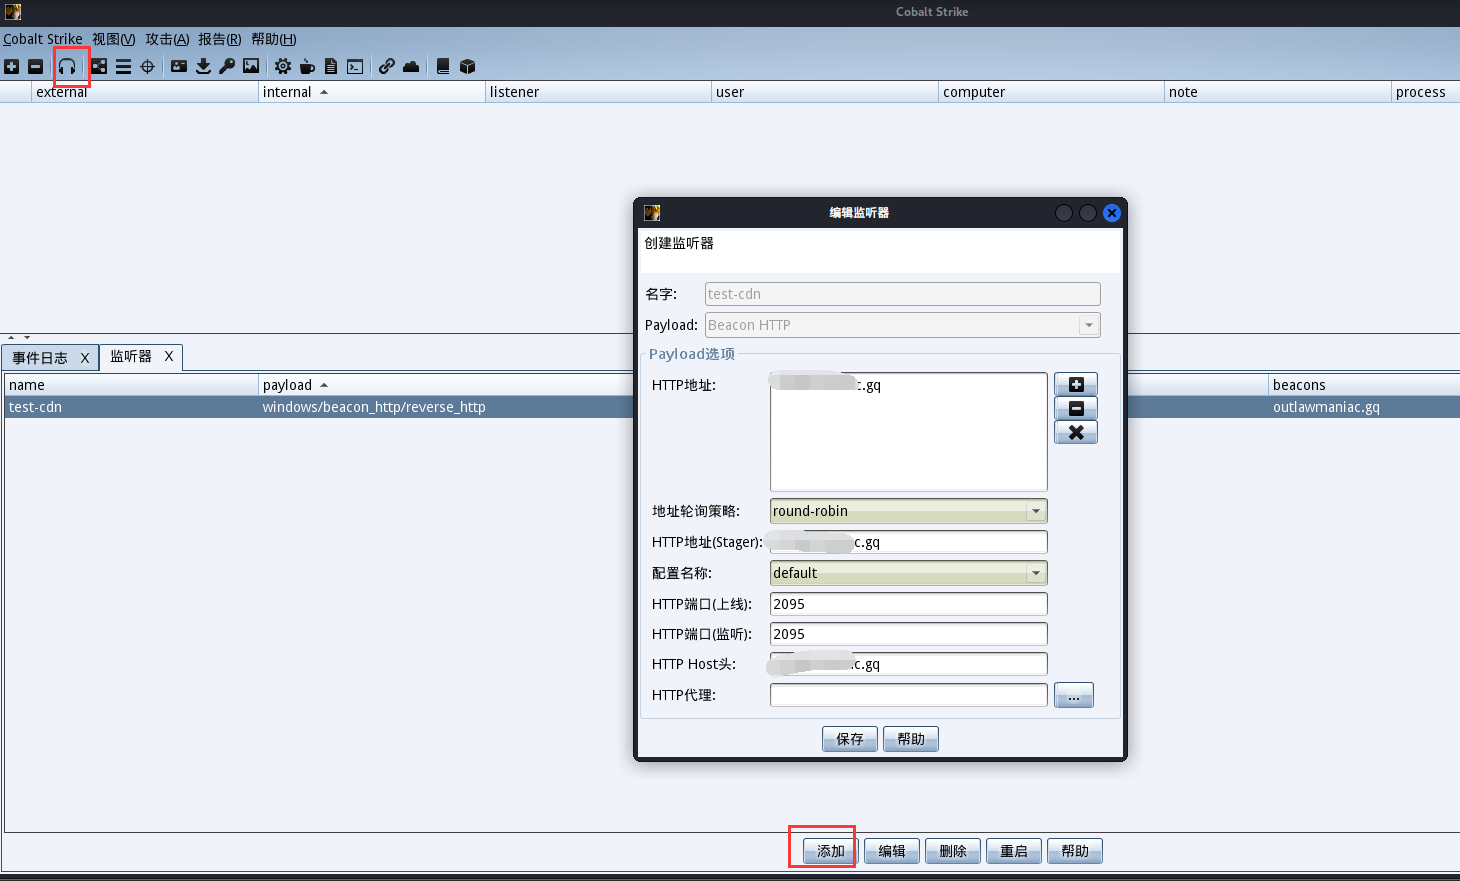 Cobalt Strike
Cobalt Strike 视图(V) 攻击(A) 报告(R) 帮助(H)
external internal listener user computer note process
编辑监听器
创建监听器
名字: test-cdn
Payload: Beacon HTTP
Payload选项
HTTP地址: c.gq
地址轮询策略: round-robin
HTTP地址(Stager): c.gq
配置名称: default
HTTP端口(上线): 2095
HTTP端口(监听): 2095
HTTP Host头: c.gq
HTTP代理:
...
保存 帮助
事件日志 X 监听器 X
name payload beacons
test-cdn windows/beacon_http/reverse_http outlawmaniac.gq
添加 编辑 删除 重启 帮助